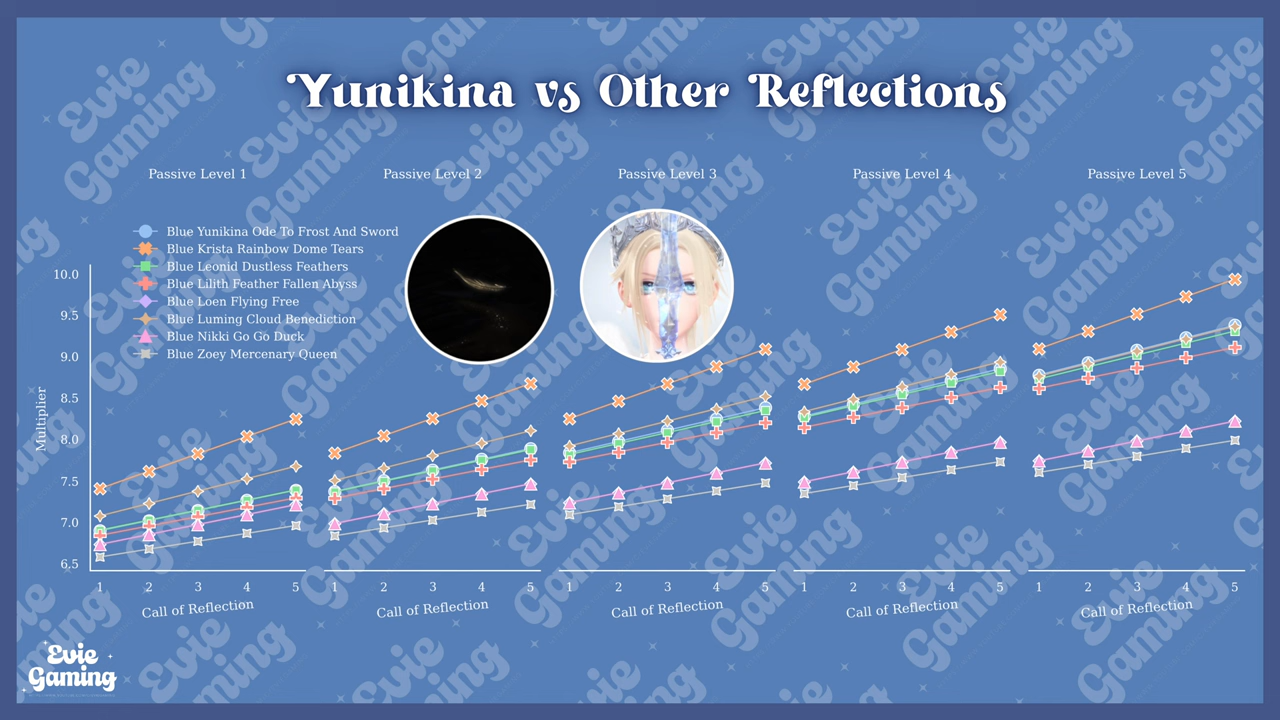 Yunikina vs Other Reflections
Passive Level 1
Passive Level 2
Passive Level 3
Passive Level 4
Passive Level 5
Blue Yunikina Ode To Frost And Sword
Blue Krista Rainbow Dome Tears
Blue Leonid Dustless Feathers
Blue Lilith Feather Fallen Abyss
Blue Loen Flying Free
Blue Luming Cloud Benediction
Blue Nikki Go Go Duck
Blue Zoey Mercenary Queen
Multiplier
10.0
9.5
9.0
8.5
8.0
7.5
7.0
6.5
1 2 3 4 5
1 2 3 4 5
1 2 3 4 5
1 2 3 4 5
1 2 3 4 5
Call of Reflection
Call of Reflection
Call of Reflection
Call of Reflection
Call of Reflection
Evie
Gaming